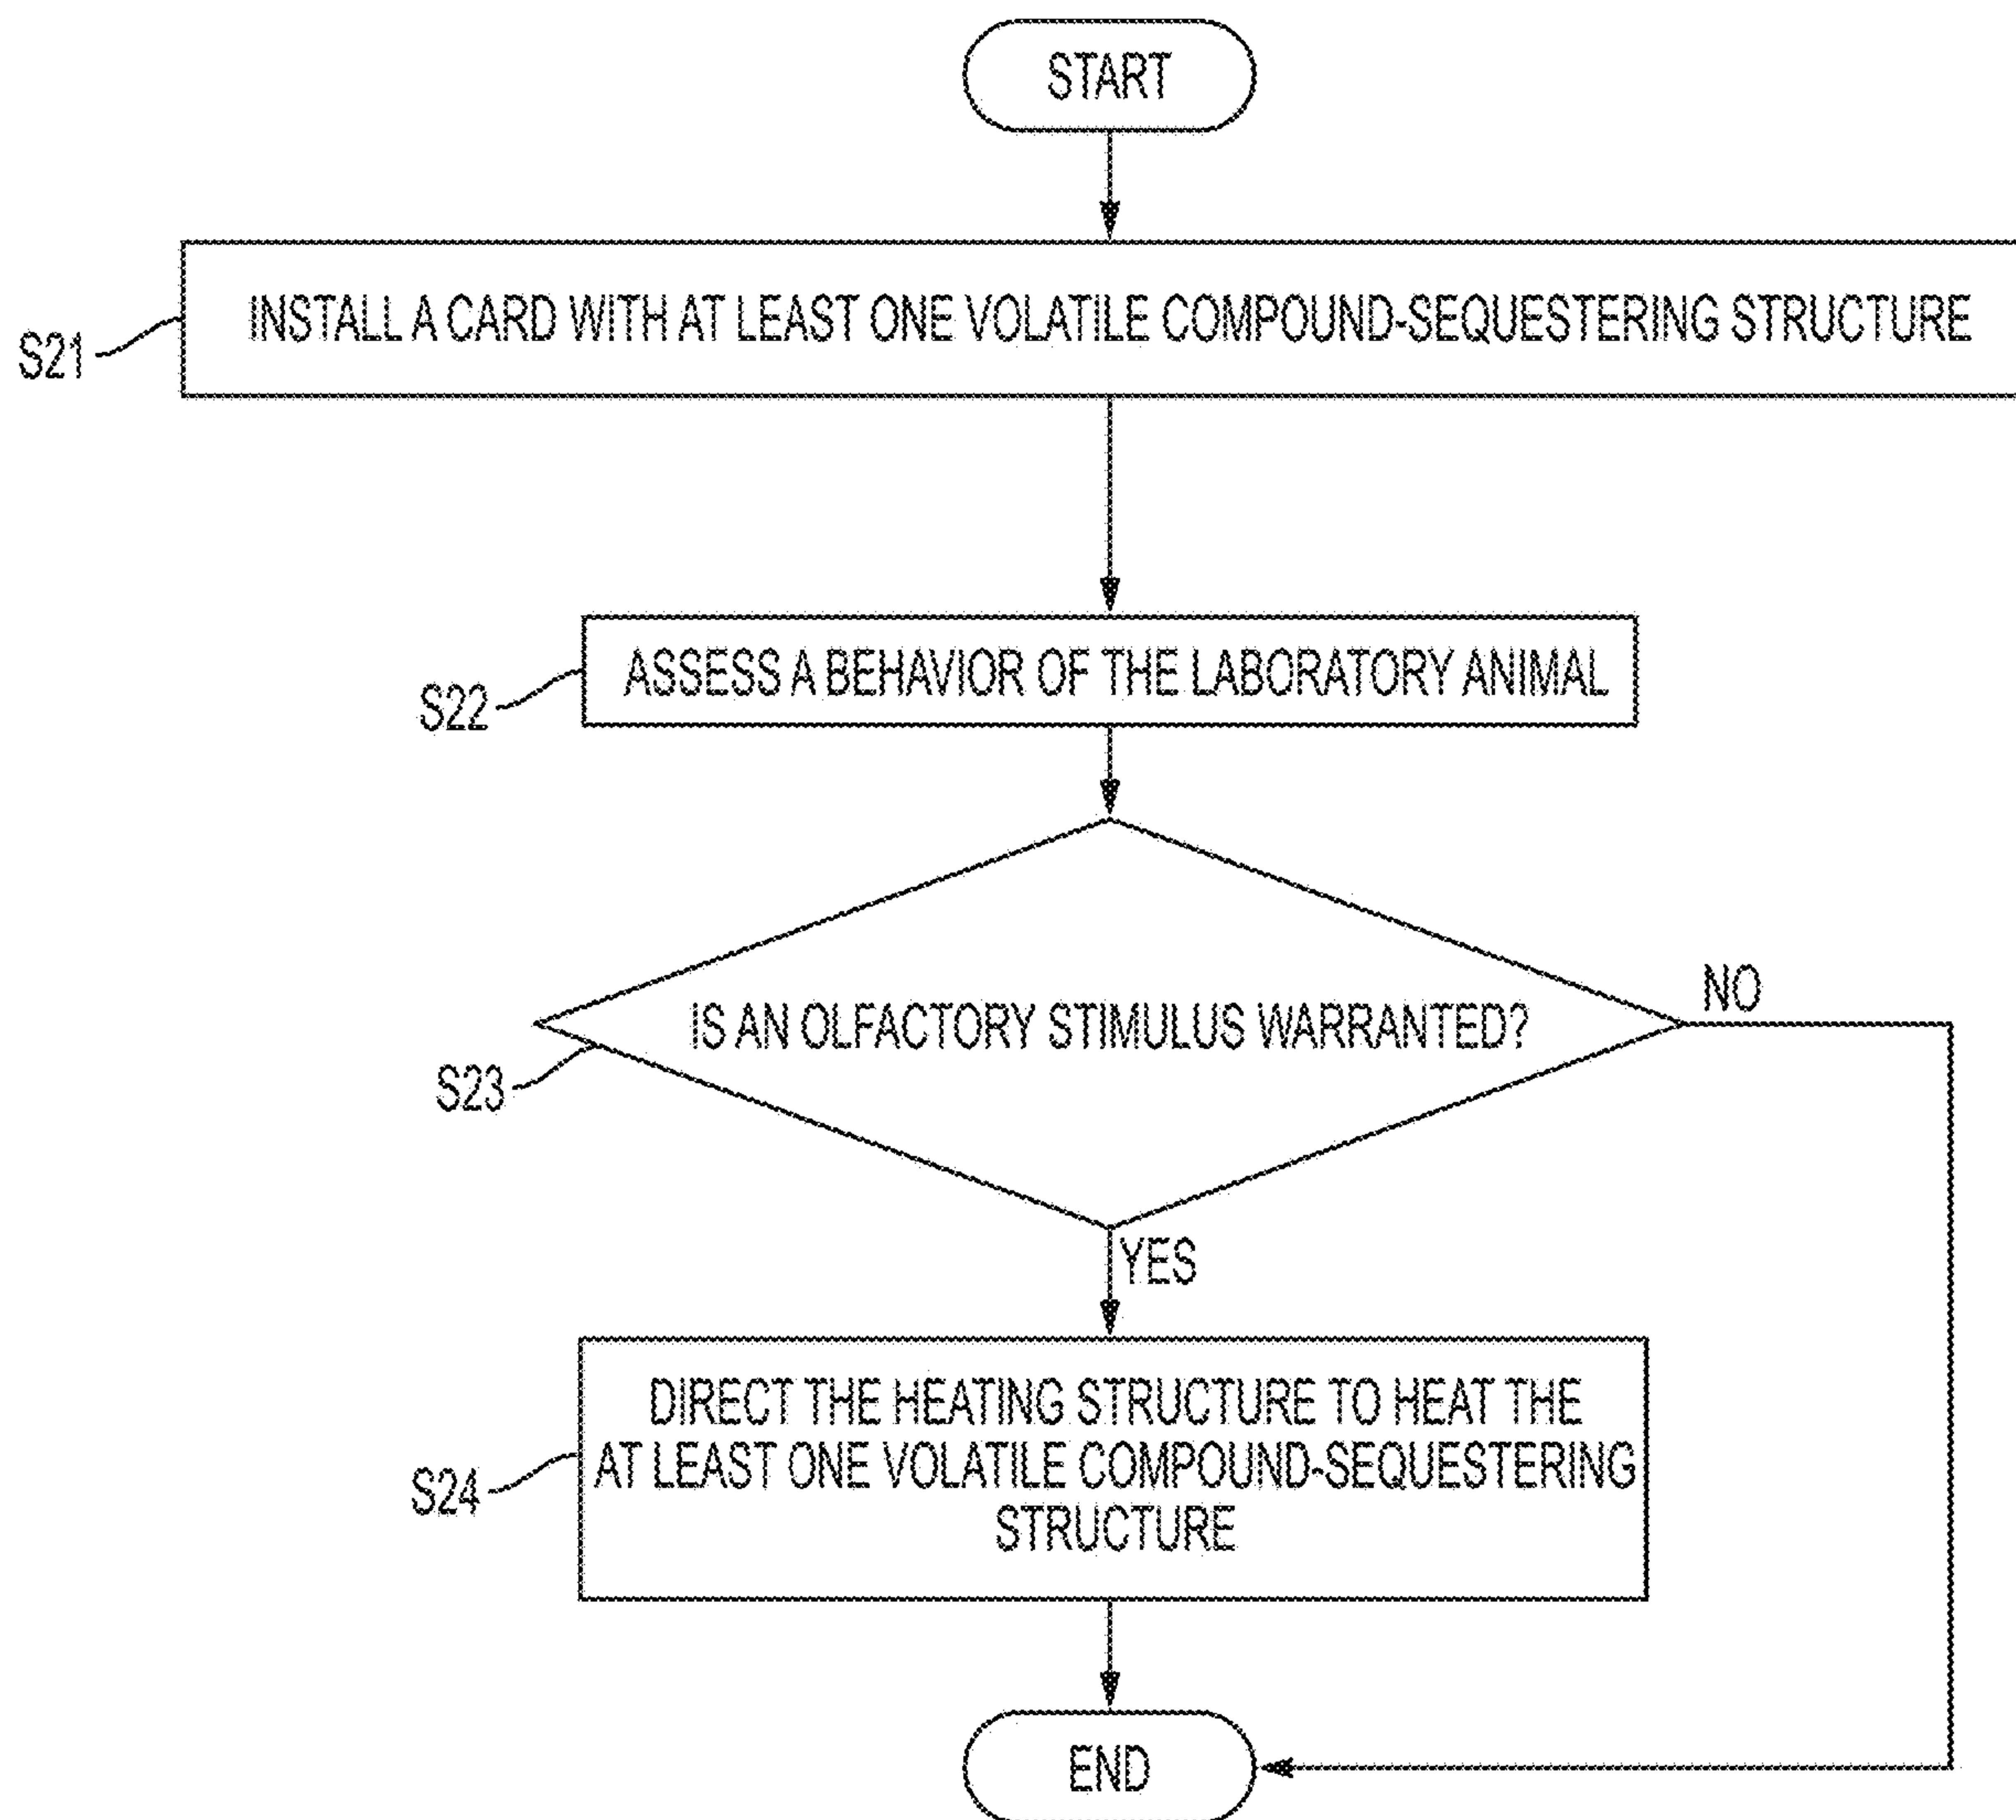 START
INSTALL A CARD WITH AT LEAST ONE VOLATILE COMPOUND-SEQUESTERING STRUCTURE
S21
ASSESS A BEHAVIOR OF THE LABORATORY ANIMAL
S22
NO
IS AN OLFACTORY STIMULUS WARRANTED?
S23
YES
DIRECT THE HEATING STRUCTURE TO HEAT THE
AT LEAST ONE VOLATILE COMPOUND-SEQUESTERING
STRUCTURE
S24
END